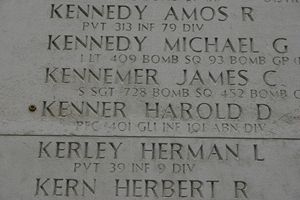 KENNEDY AMOS R
PVT 313 INF 79 DIV
KENNEDY MICHAEL G
1 LT 409 BOMB SQ 93 BOMB GP
KENNEMER JAMES C
S SGT 728 BOMB SQ 452 BOMB
KENNER HAROLD D
PFC 401 GLI INF 101 ABN DIV
KERLEY HERMAN L
PVT 39 INF 9 DIV
KERN HERBERT R